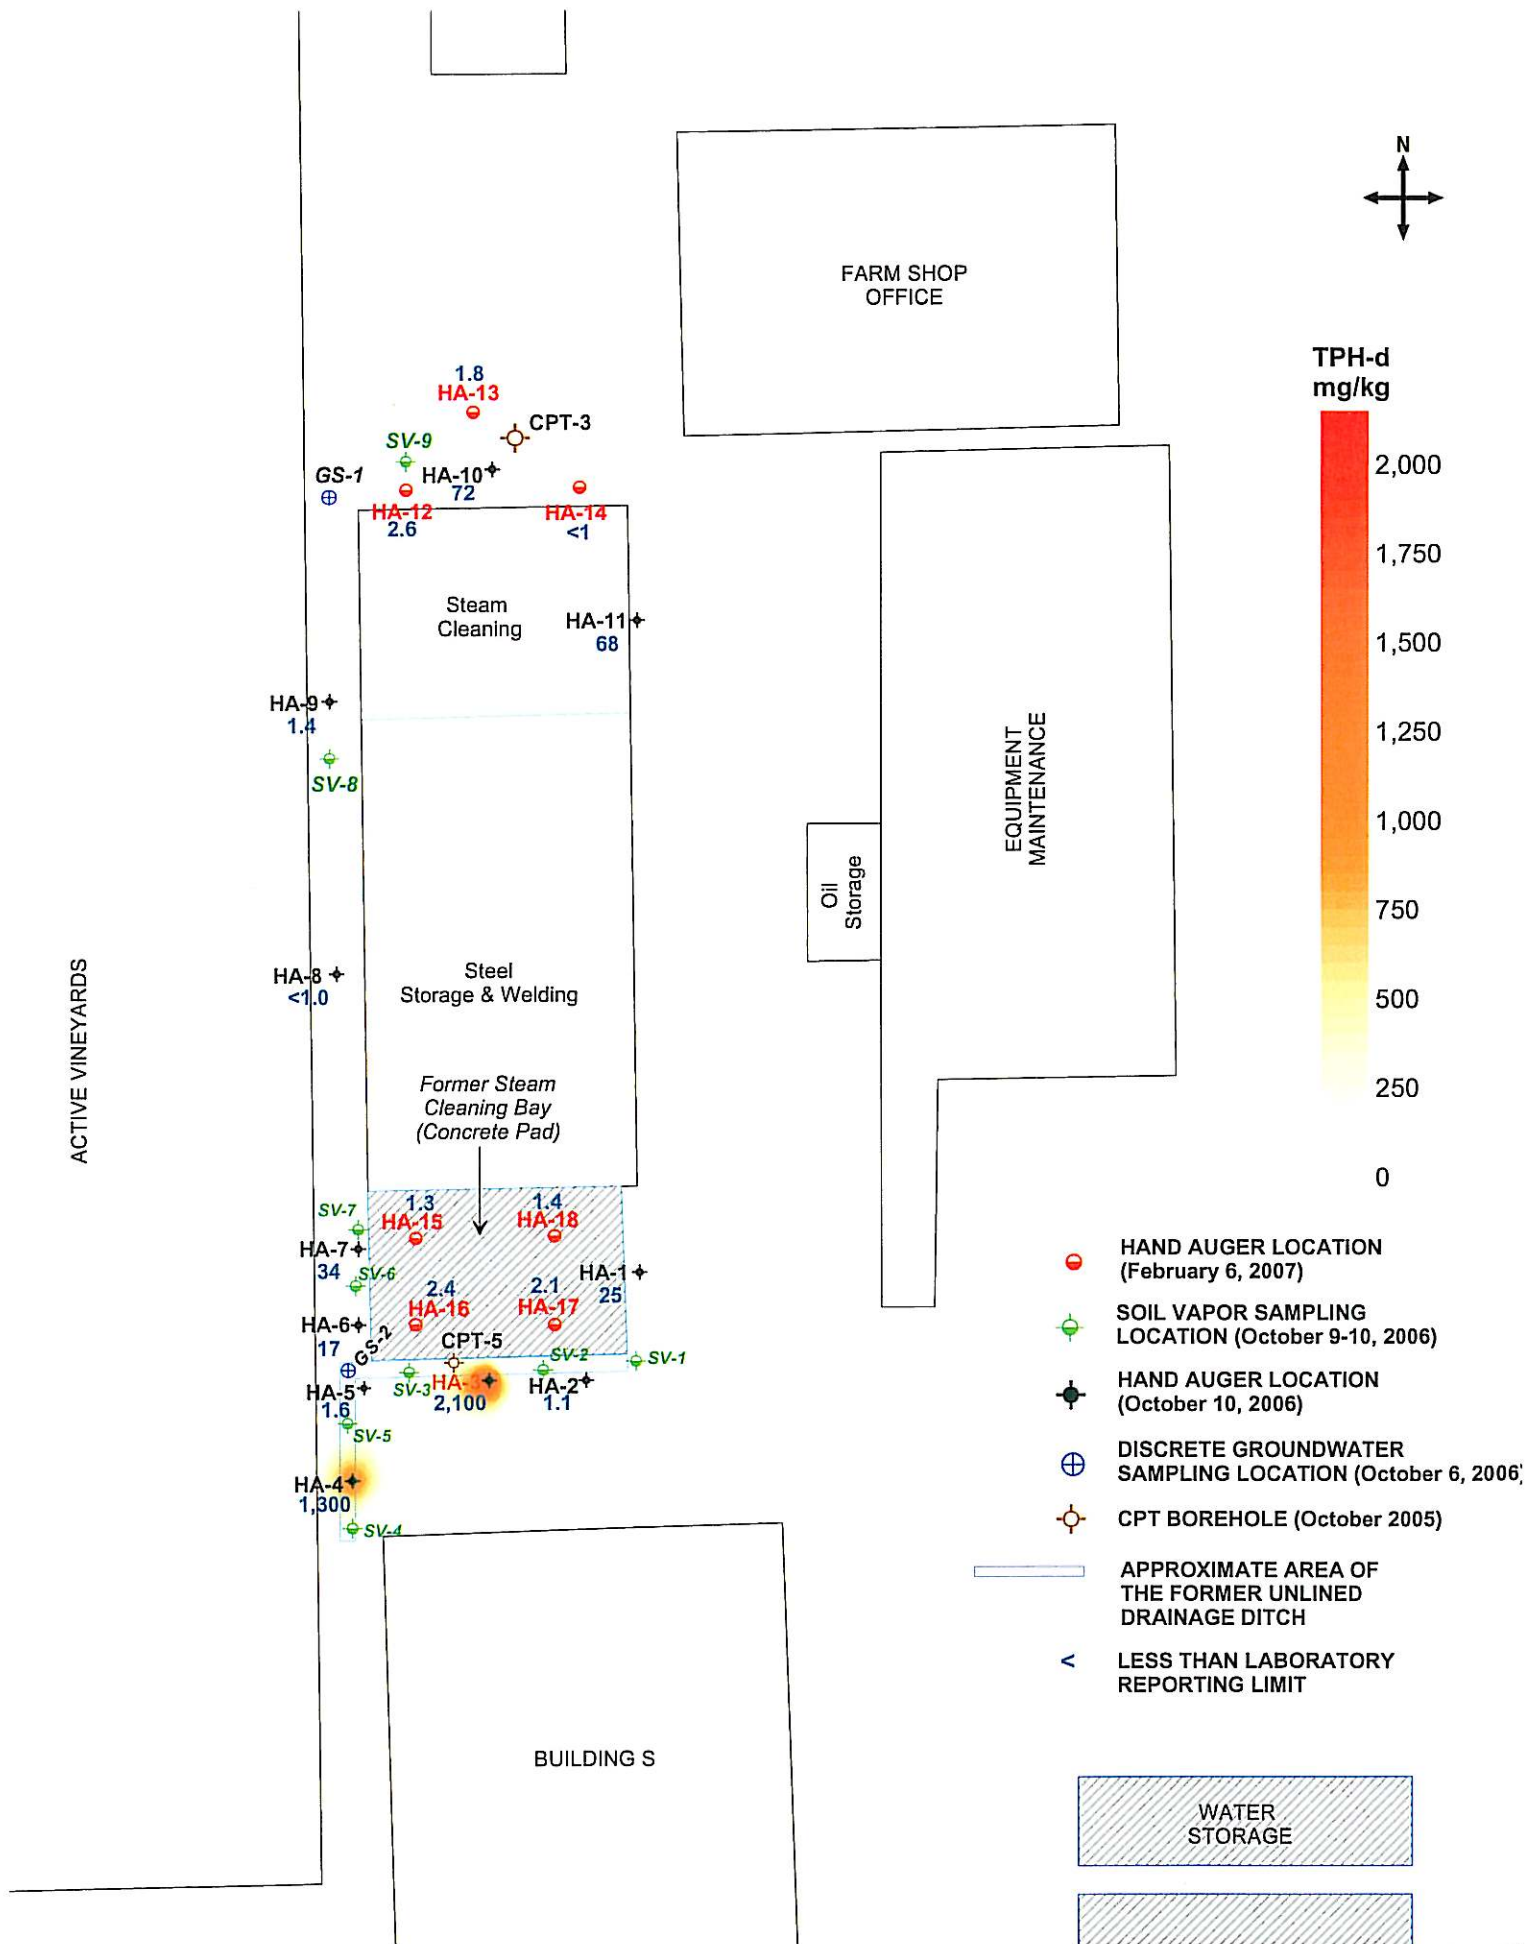 N
FARM SHOP
OFFICE
TPH-d
mg/kg
2,000
1,750
1,500
1,250
1,000
750
500
250
0
1.8
HA-13
CPT-3
SV-9
GS-1
HA-10
72
HA-12
2.6
HA-14
<1
Steam
Cleaning
HA-11
68
HA-9
1.4
SV-8
EQUIPMENT
MAINTENANCE
Oil
Storage
HA-8
<1.0
Steel
Storage & Welding
ACTIVE VINEYARDS
Former Steam
Cleaning Bay
(Concrete Pad)
1.3
HA-15
1.4
HA-18
SV-7
HA-7
34
SV-6
HA-1
25
2.4
HA-16
2.1
HA-17
HA-6
17
GS-2
CPT-5
SV-2
SV-1
SV-3
HA-
2,100
HA-2
1.1
HA-5
1.6
SV-5
HA-4
1,300
SV-4
BUILDING S
HAND AUGER LOCATION
(February 6, 2007)
SOIL VAPOR SAMPLING
LOCATION (October 9-10, 2006)
HAND AUGER LOCATION
(October 10, 2006)
DISCRETE GROUNDWATER
SAMPLING LOCATION (October 6, 2006)
CPT BOREHOLE (October 2005)
APPROXIMATE AREA OF
THE FORMER UNLINED
DRAINAGE DITCH
<
LESS THAN LABORATORY
REPORTING LIMIT
WATER
STORAGE